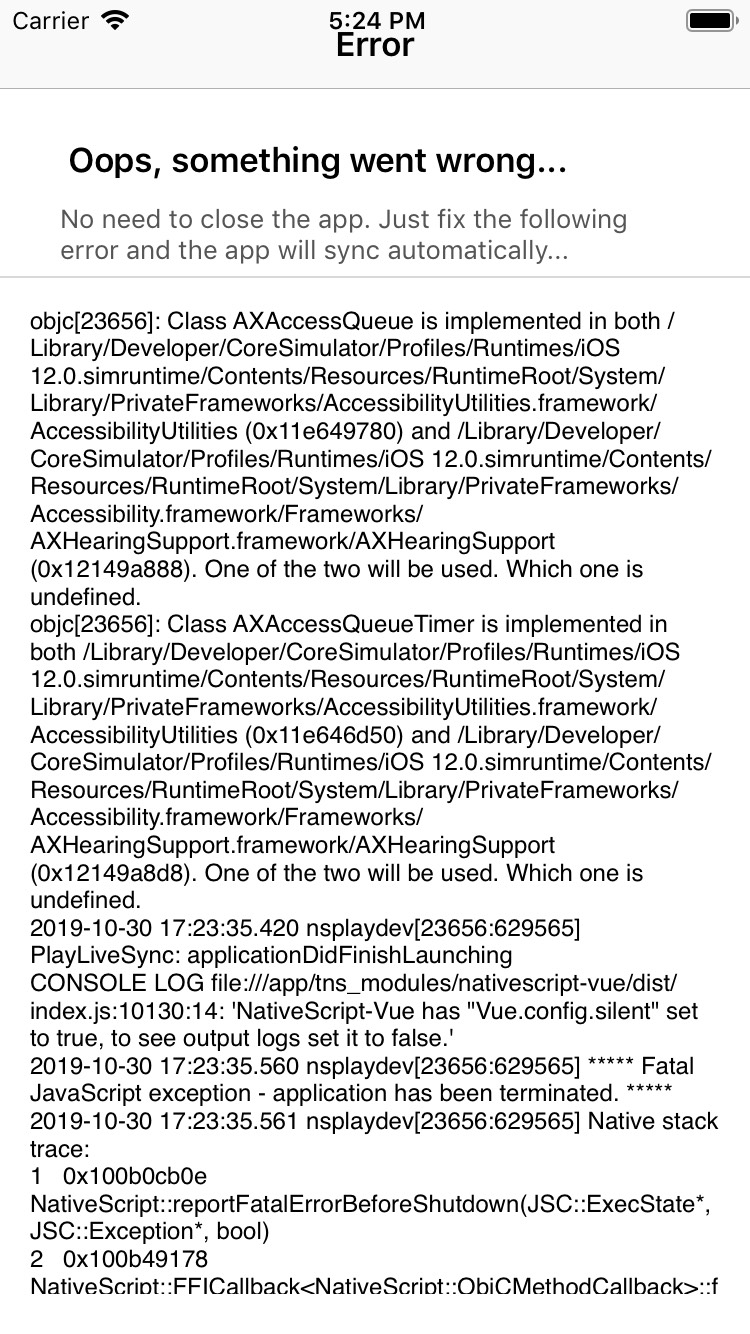 Carrier 5:24 PM
Error
Oops, something went wrong...
No need to close the app. Just fix the following
error and the app will sync automatically...
objc[23656]: Class AXAccessQueue is implemented in both /
Library/Developer/CoreSimulator/Profiles/Runtimes/iOS
12.0.simruntime/Contents/Resources/RuntimeRoot/System/
Library/PrivateFrameworks/AccessibilityUtilities.framework/
AccessibilityUtilities (0x11e649780) and /Library/Developer/
CoreSimulator/Profiles/Runtimes/iOS 12.0.simruntime/Contents/
Resources/RuntimeRoot/System/Library/PrivateFrameworks/
Accessibility.framework/Frameworks/
AXHearingSupport.framework/AXHearingSupport
(0x12149a888). One of the two will be used. Which one is
undefined.
objc[23656]: Class AXAccessQueueTimer is implemented in
both /Library/Developer/CoreSimulator/Profiles/Runtimes/iOS
12.0.simruntime/Contents/Resources/RuntimeRoot/System/
Library/PrivateFrameworks/AccessibilityUtilities.framework/
AccessibilityUtilities (0x11e646d50) and /Library/Developer/
CoreSimulator/Profiles/Runtimes/iOS 12.0.simruntime/Contents/
Resources/RuntimeRoot/System/Library/PrivateFrameworks/
Accessibility.framework/Frameworks/
AXHearingSupport.framework/AXHearingSupport
(0x12149a8d8). One of the two will be used. Which one is
undefined.
2019-10-30 17:23:35.420 nsplaydev[23656:629565]
PlayLiveSync: applicationDidFinishLaunching
CONSOLE LOG file:///app/tns_modules/nativescript-vue/dist/
index.js:10130:14: 'NativeScript-Vue has "Vue.config.silent" set
to true, to see output logs set it to false.'
2019-10-30 17:23:35.560 nsplaydev[23656:629565] ***** Fatal
JavaScript exception - application has been terminated. *****
2019-10-30 17:23:35.561 nsplaydev[23656:629565] Native stack
trace:
1 0x100b0cb0e
NativeScript::reportFatalErrorBeforeShutdown(JSC::ExecState*,
JSC::Exception*, bool)
2 0x100b49178
NativeScript::FFICallback<NativeScript::ObjCMethodCallback>::f